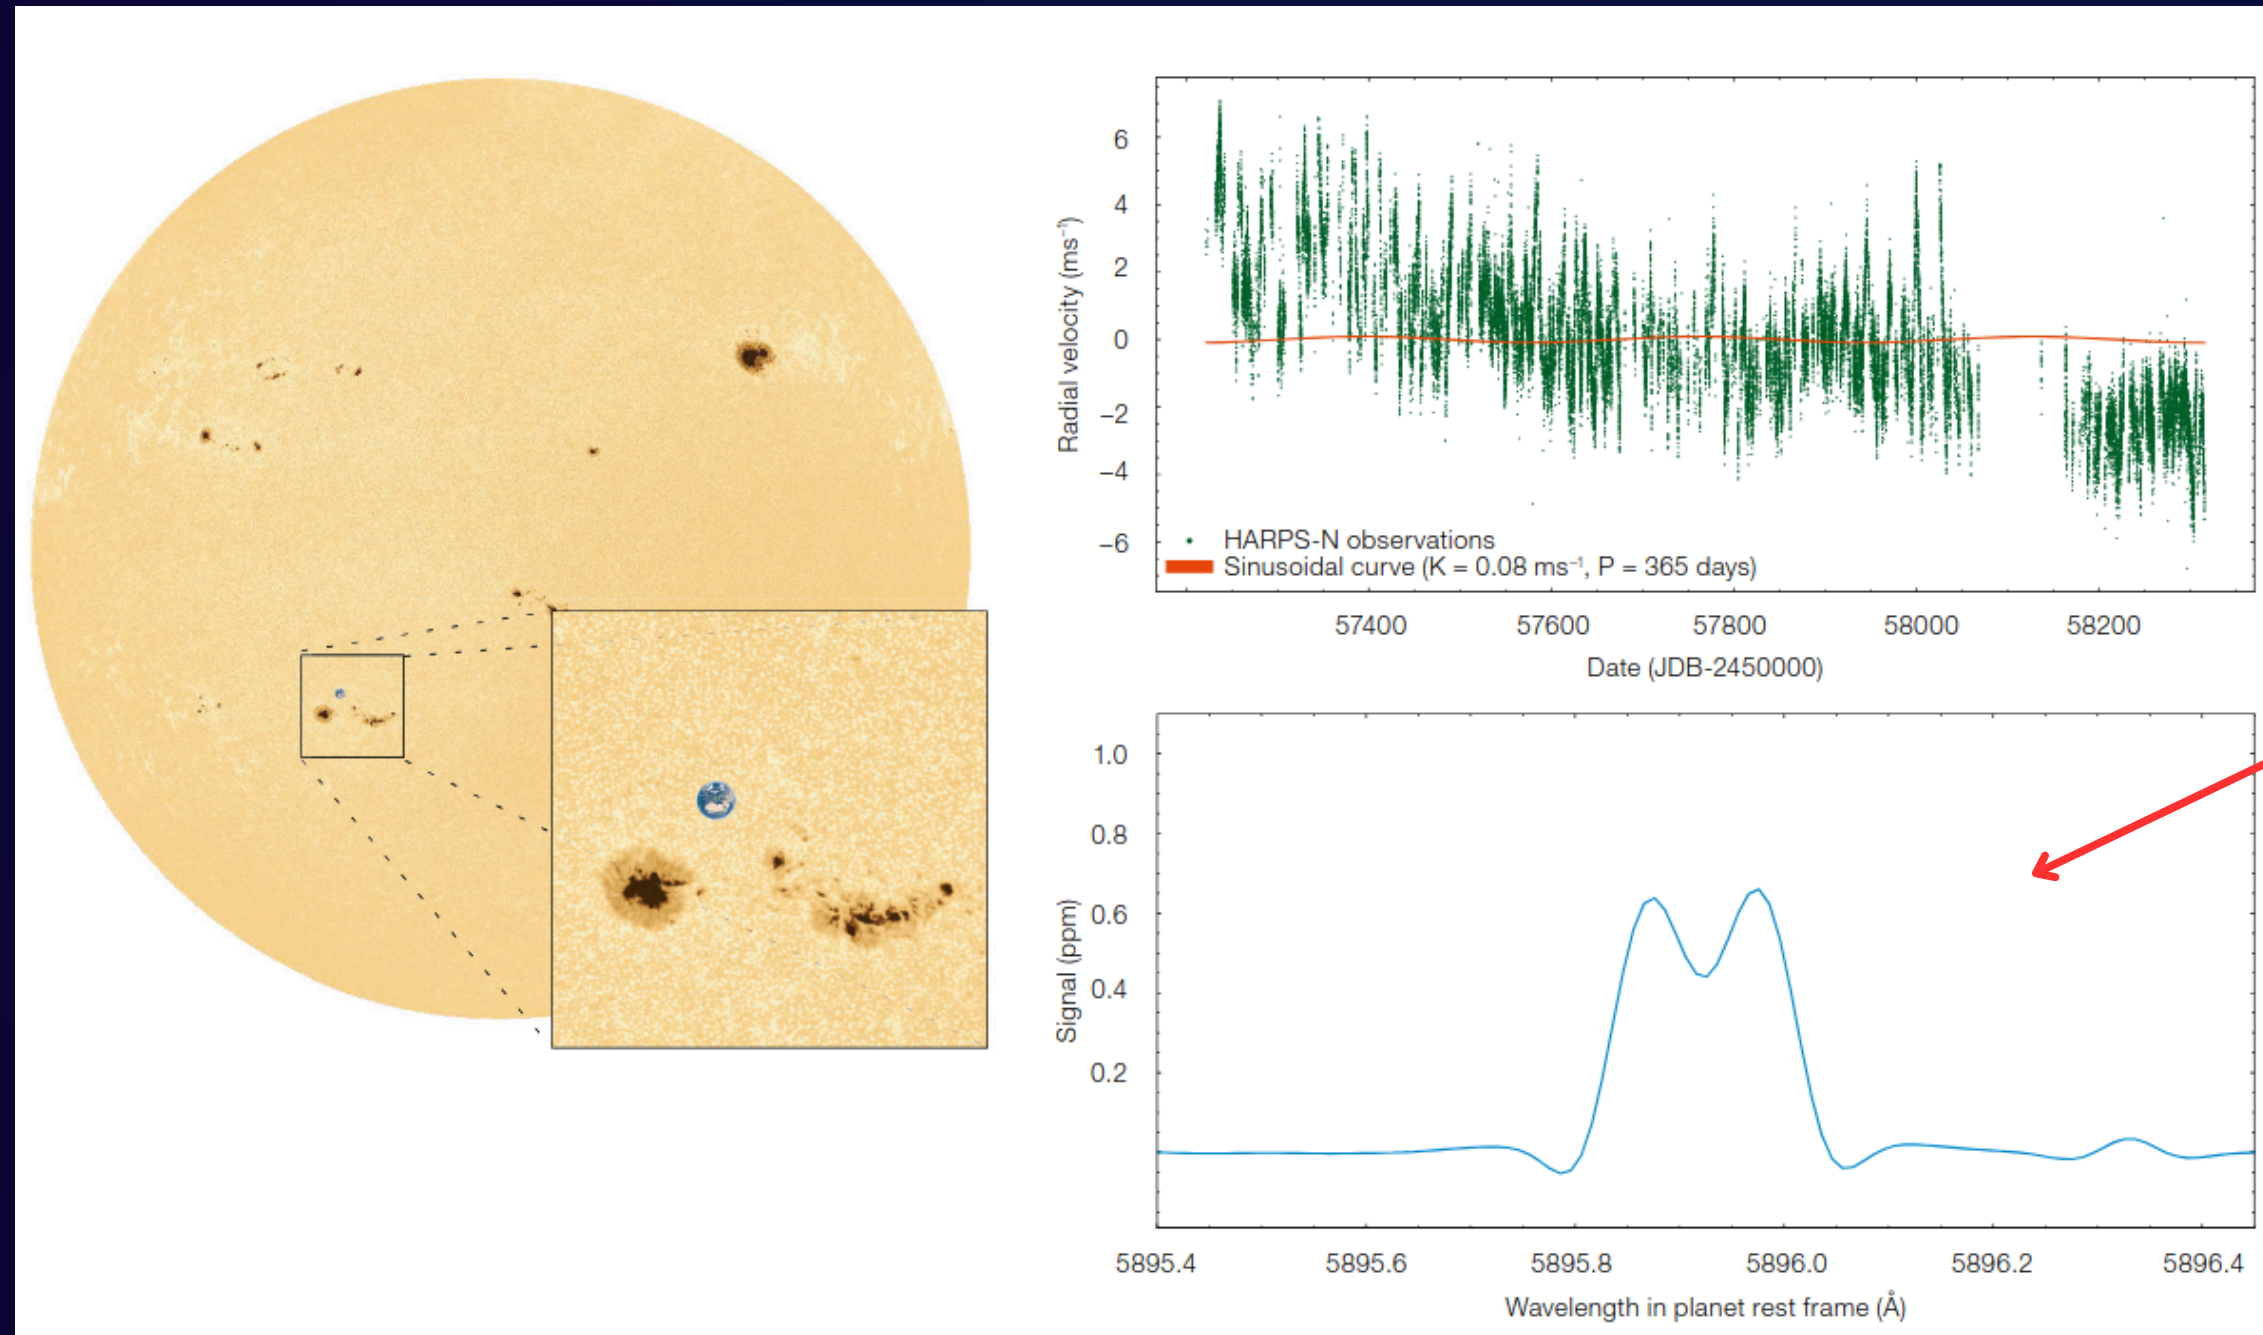 6
4
2
0
−2
−4
−6
Radial velocity (ms⁻¹)
HARPS-N observations
Sinusoidal curve (K = 0.08 ms⁻¹, P = 365 days)
57400 57600 57800 58000 58200
Date (JDB-2450000)
1.0
0.8
0.6
0.4
0.2
Signal (ppm)
5895.4 5895.6 5895.8 5896.0 5896.2 5896.4
Wavelength in planet rest frame (Å)